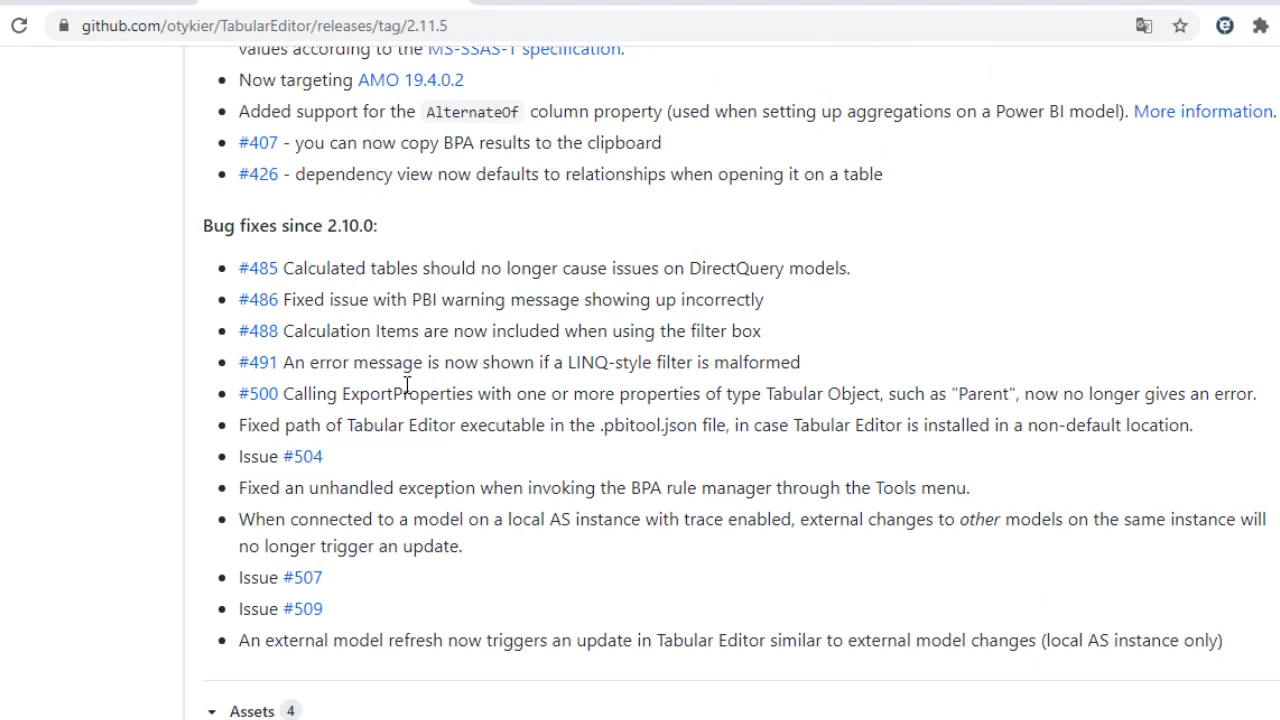 github.com/otykier/TabularEditor/releases/tag/2.11.5
values according to the MS-SSAS-T specification.
Now targeting AMO 19.4.0.2
Added support for the AlternateOf column property (used when setting up aggregations on a Power BI model). More information.
#407 - you can now copy BPA results to the clipboard
#426 - dependency view now defaults to relationships when opening it on a table
Bug fixes since 2.10.0:
#485 Calculated tables should no longer cause issues on DirectQuery models.
#486 Fixed issue with PBI warning message showing up incorrectly
#488 Calculation Items are now included when using the filter box
#491 An error message is now shown if a LINQ-style filter is malformed
#500 Calling ExportProperties with one or more properties of type Tabular Object, such as "Parent", now no longer gives an error.
Fixed path of Tabular Editor executable in the .pbitool.json file, in case Tabular Editor is installed in a non-default location.
Issue #504
Fixed an unhandled exception when invoking the BPA rule manager through the Tools menu.
When connected to a model on a local AS instance with trace enabled, external changes to other models on the same instance will
no longer trigger an update.
Issue #507
Issue #509
An external model refresh now triggers an update in Tabular Editor similar to external model changes (local AS instance only)
Assets 4